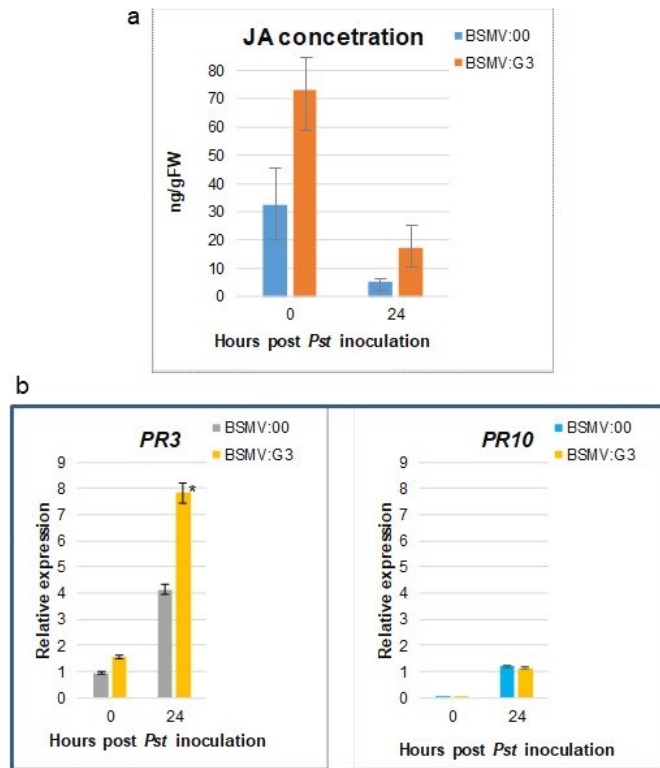 a
JA concetration
BSMV:00
BSMV:G3
80
70
60
50
40
30
20
10
0
ng/gFW
0 24
Hours post Pst inoculation
b
PR3
BSMV:00
BSMV:G3
9
8
7
6
5
4
3
2
1
0
Relative expression
*
0 24
Hours post Pst inoculation
PR10
BSMV:00
BSMV:G3
9
8
7
6
5
4
3
2
1
0
Relative expression
0 24
Hours post Pst inoculation